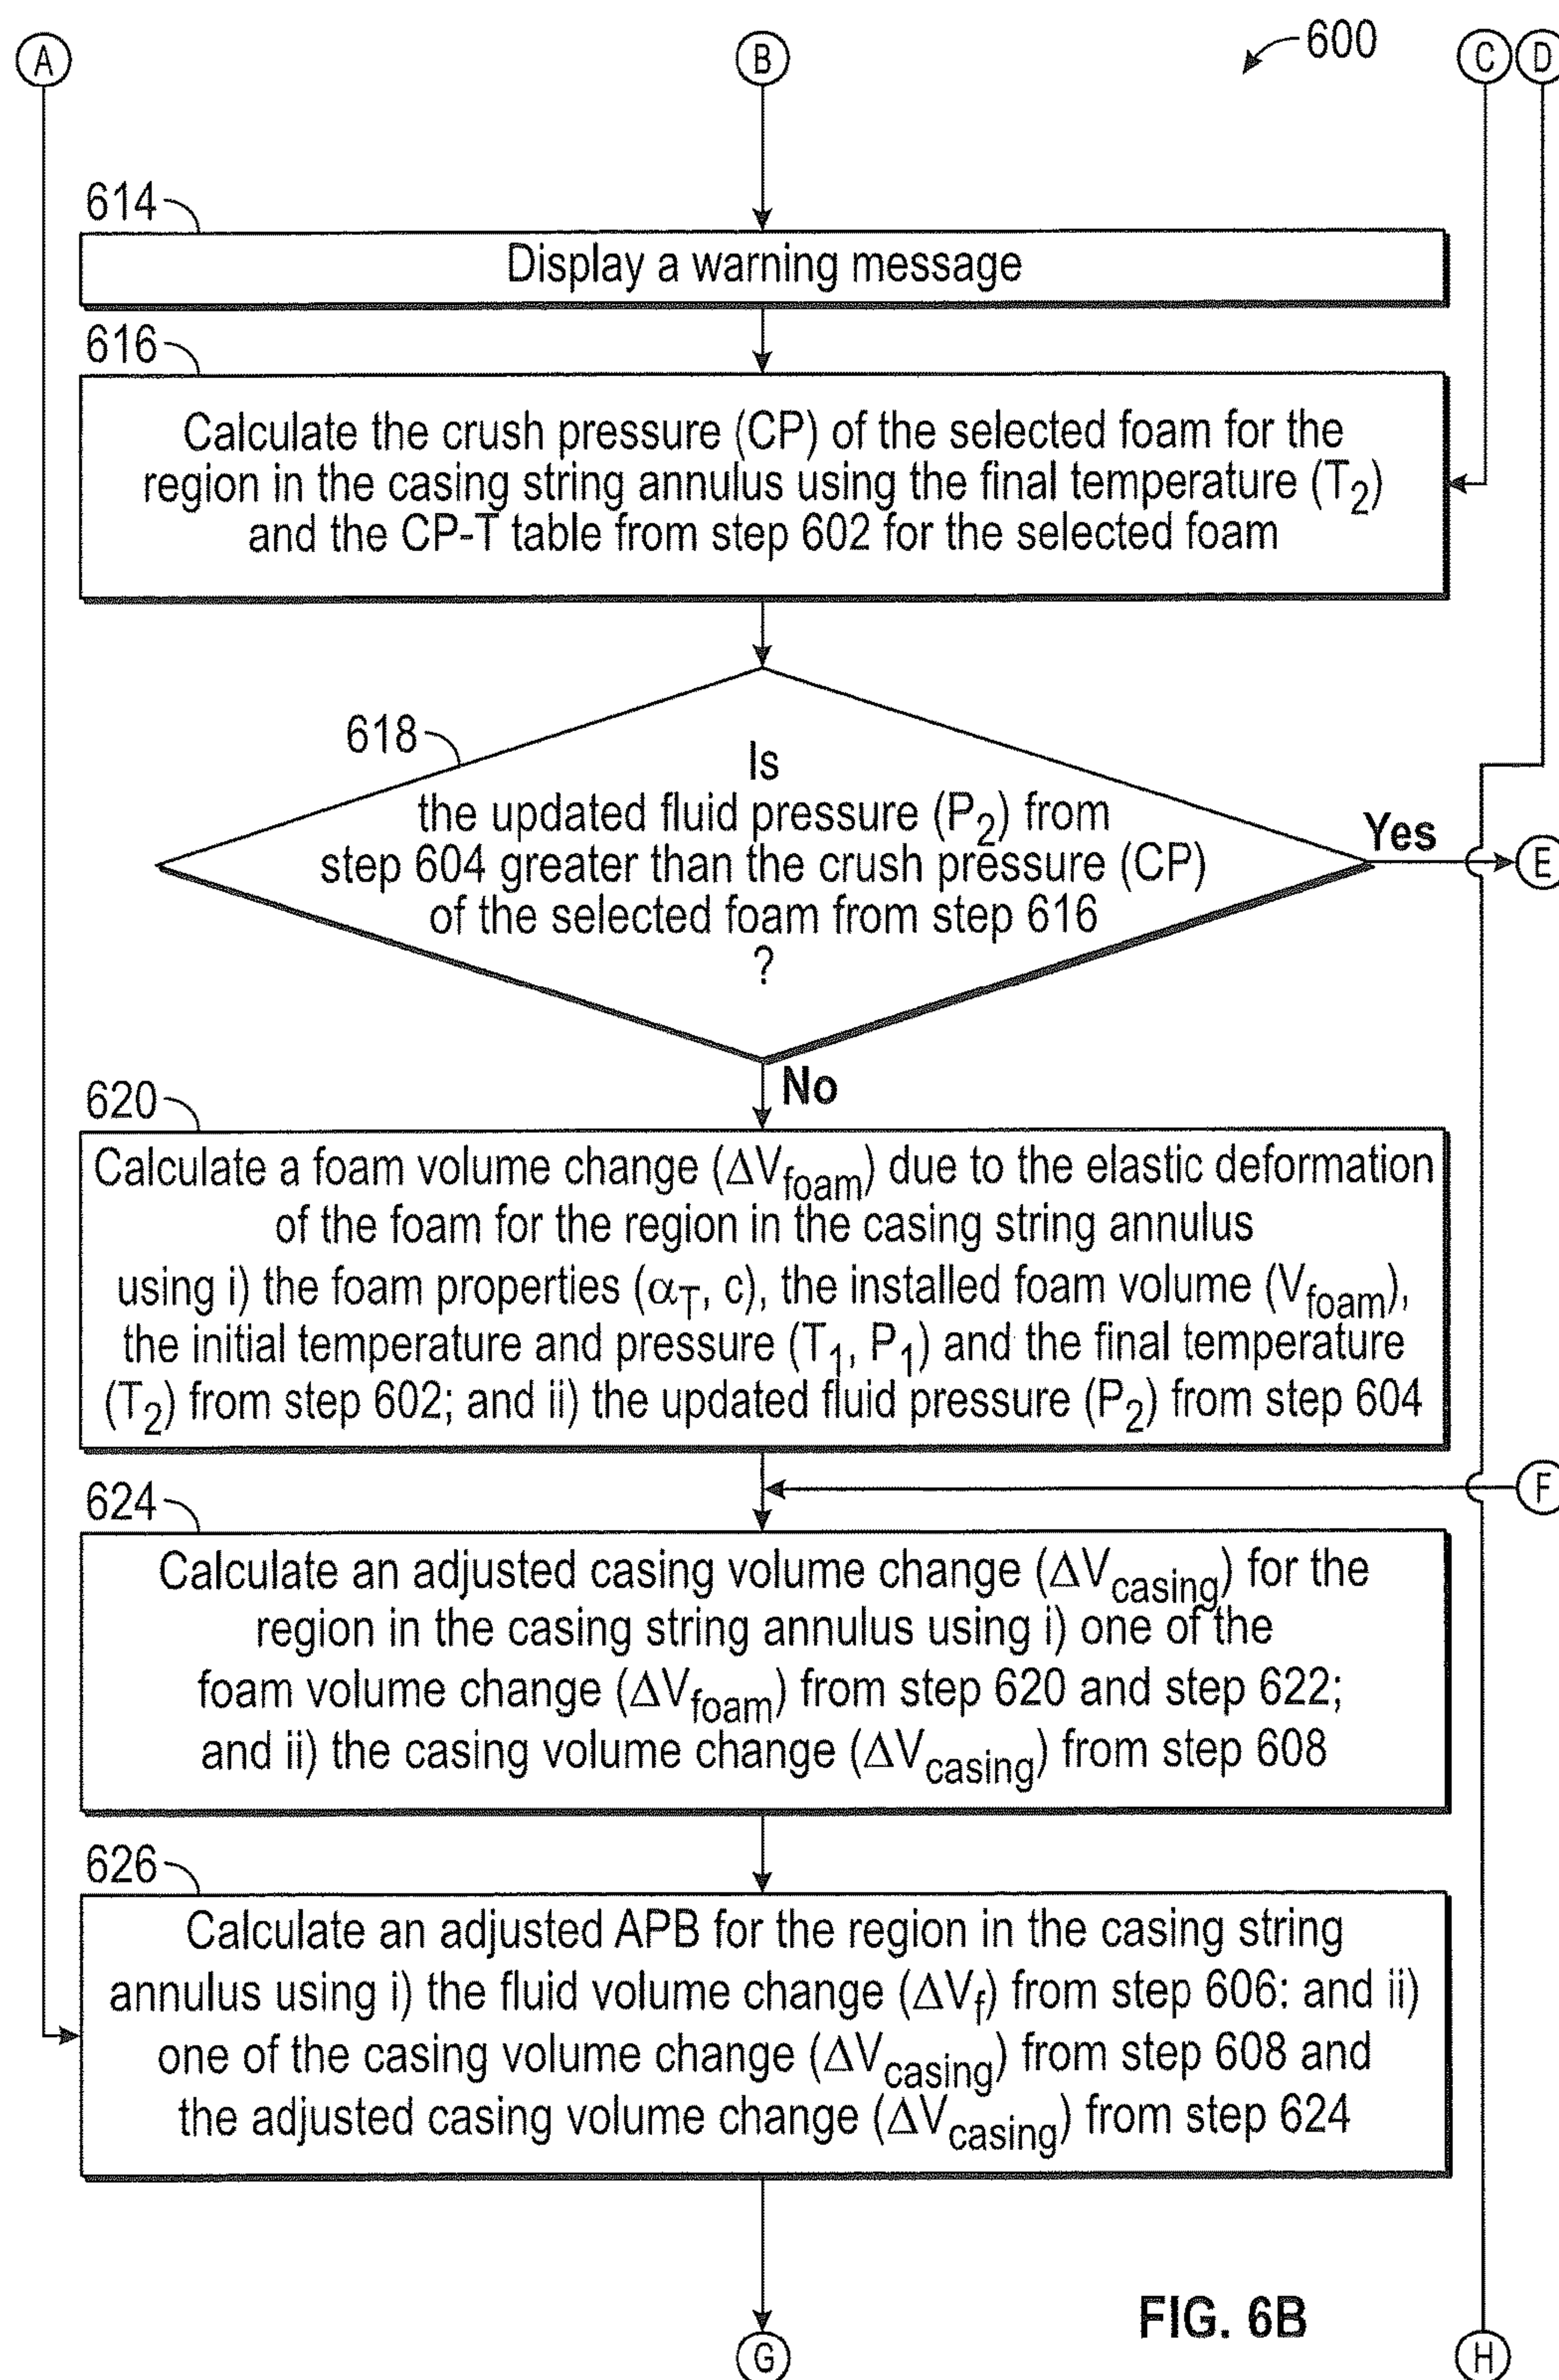 A
B
600
C
D
614
Display a warning message
616
Calculate the crush pressure (CP) of the selected foam for the
region in the casing string annulus using the final temperature (T₂)
and the CP-T table from step 602 for the selected foam
618
Is
the updated fluid pressure (P₂) from
step 604 greater than the crush pressure (CP)
of the selected foam from step 616
?
Yes
E
No
620
Calculate a foam volume change (ΔV_foam) due to the elastic deformation
of the foam for the region in the casing string annulus
using i) the foam properties (α_T, c), the installed foam volume (V_foam),
the initial temperature and pressure (T₁, P₁) and the final temperature
(T₂) from step 602; and ii) the updated fluid pressure (P₂) from step 604
F
624
Calculate an adjusted casing volume change (ΔV_casing) for the
region in the casing string annulus using i) one of the
foam volume change (ΔV_foam) from step 620 and step 622;
and ii) the casing volume change (ΔV_casing) from step 608
626
Calculate an adjusted APB for the region in the casing string
annulus using i) the fluid volume change (ΔV_f) from step 606: and ii)
one of the casing volume change (ΔV_casing) from step 608 and
the adjusted casing volume change (ΔV_casing) from step 624
FIG. 6B
G
H